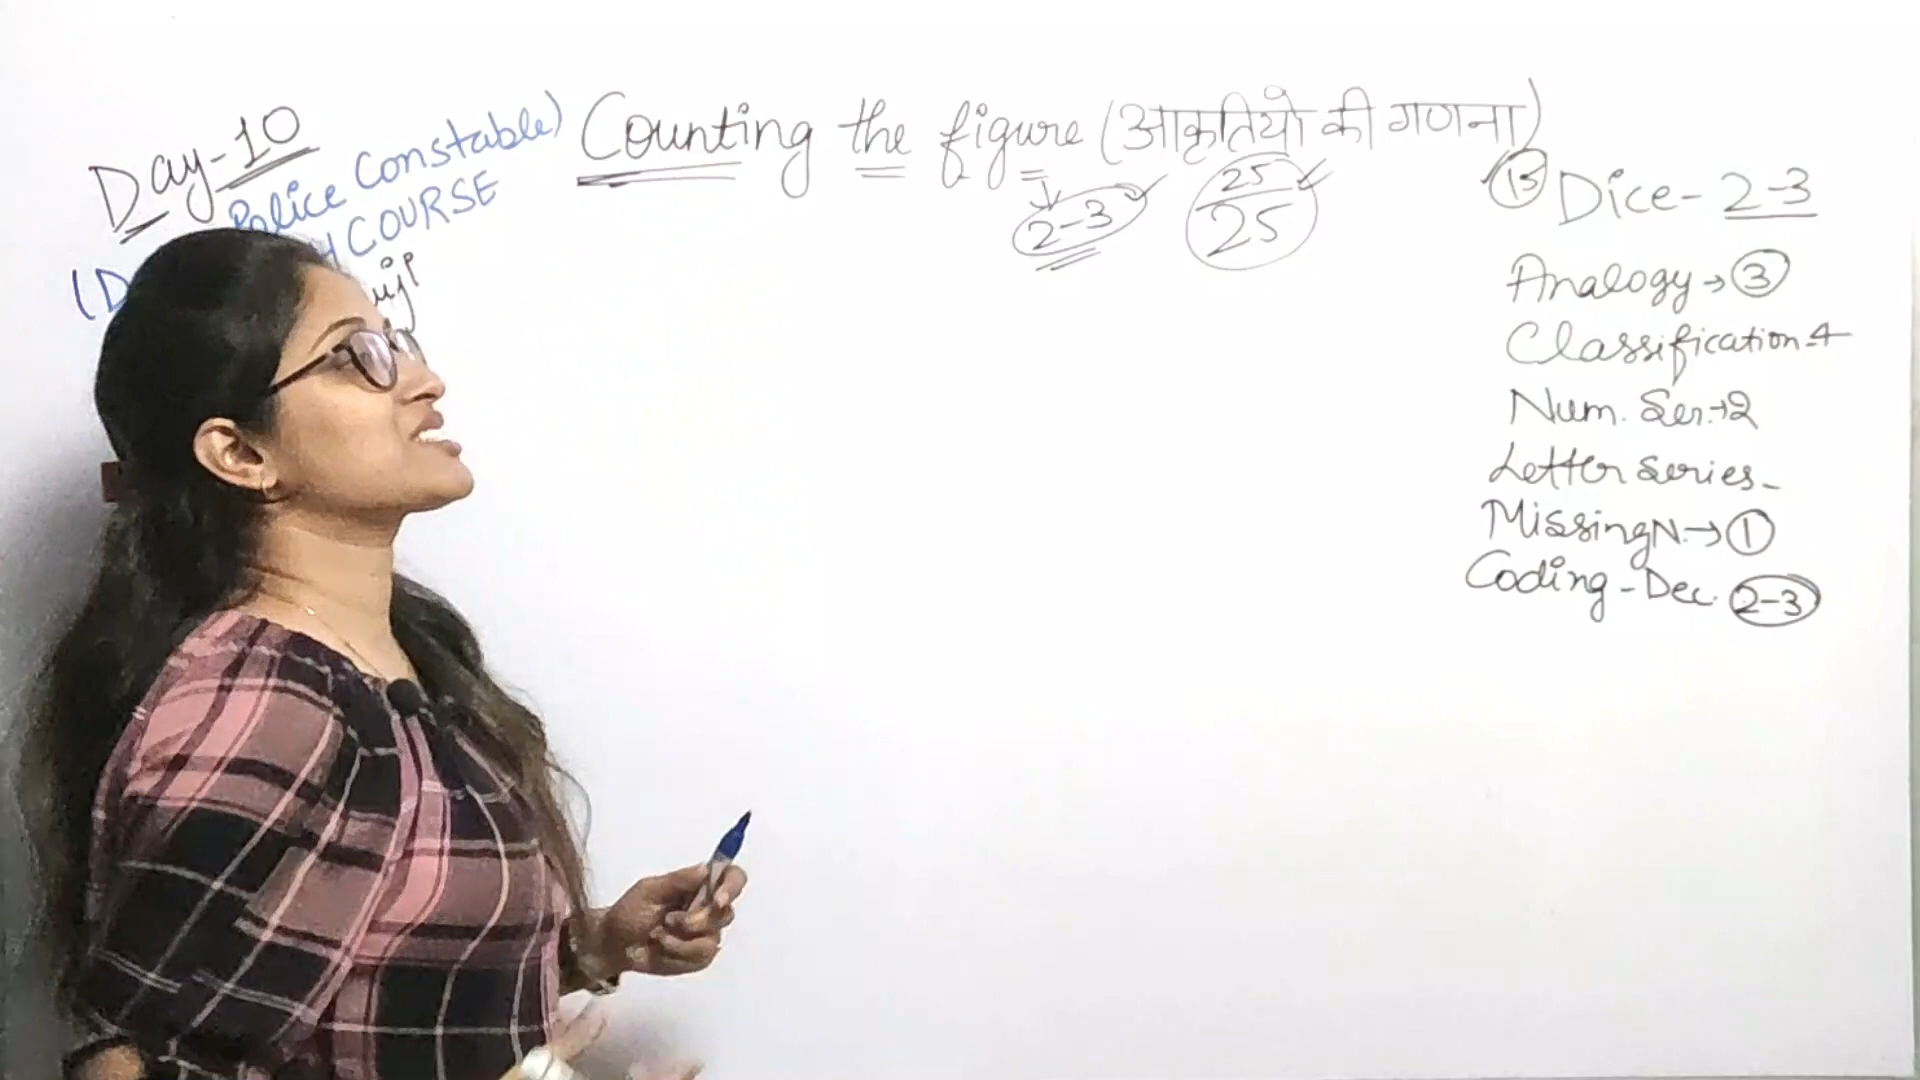 Day-10
Police Constable)
COURSE
(D
Counting the figure (आकृतियो की गणना)
2-3
25
25
13 Dice- 2-3
Analogy → 3
Classification-4
Num. Ser.→2
Letter series-
MissingN.→ 1
Coding-Dec. 2-3